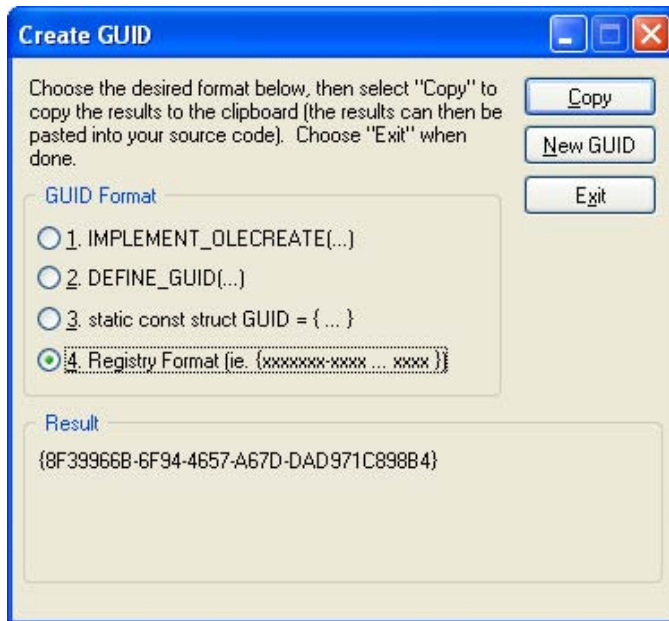 Create GUID
Choose the desired format below, then select "Copy" to
copy the results to the clipboard (the results can then be
pasted into your source code).  Choose "Exit" when
done.
Copy
New GUID
Exit
GUID Format
1. IMPLEMENT_OLECREATE(...)
2. DEFINE_GUID(...)
3. static const struct GUID = { ... }
4. Registry Format (ie. {xxxxxxx-xxxx ... xxxx })
Result
{8F39966B-6F94-4657-A67D-DAD971C898B4}